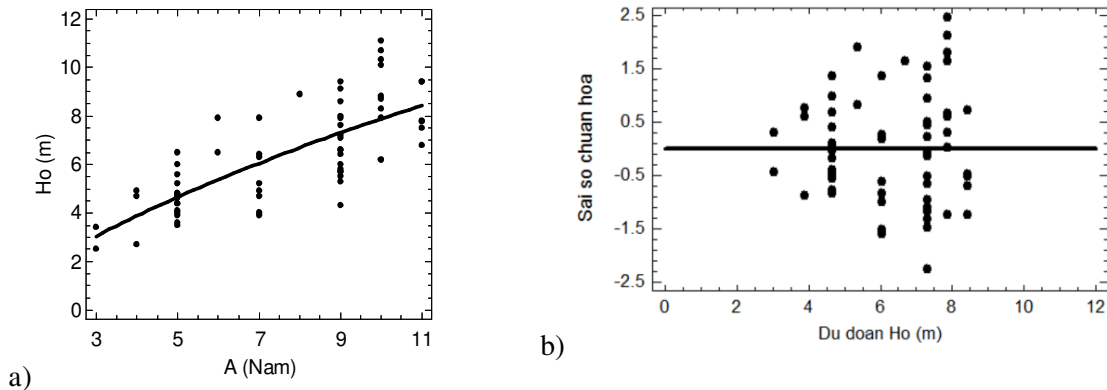 12
10
8
6
4
2
0
Ho (m)
3 5 7 9 11
A (Nam)
a)
2.5
1.5
0.5
-0.5
-1.5
-2.5
Sai so chuan hoa
0 2 4 6 8 10 12
Du doan Ho (m)
b)